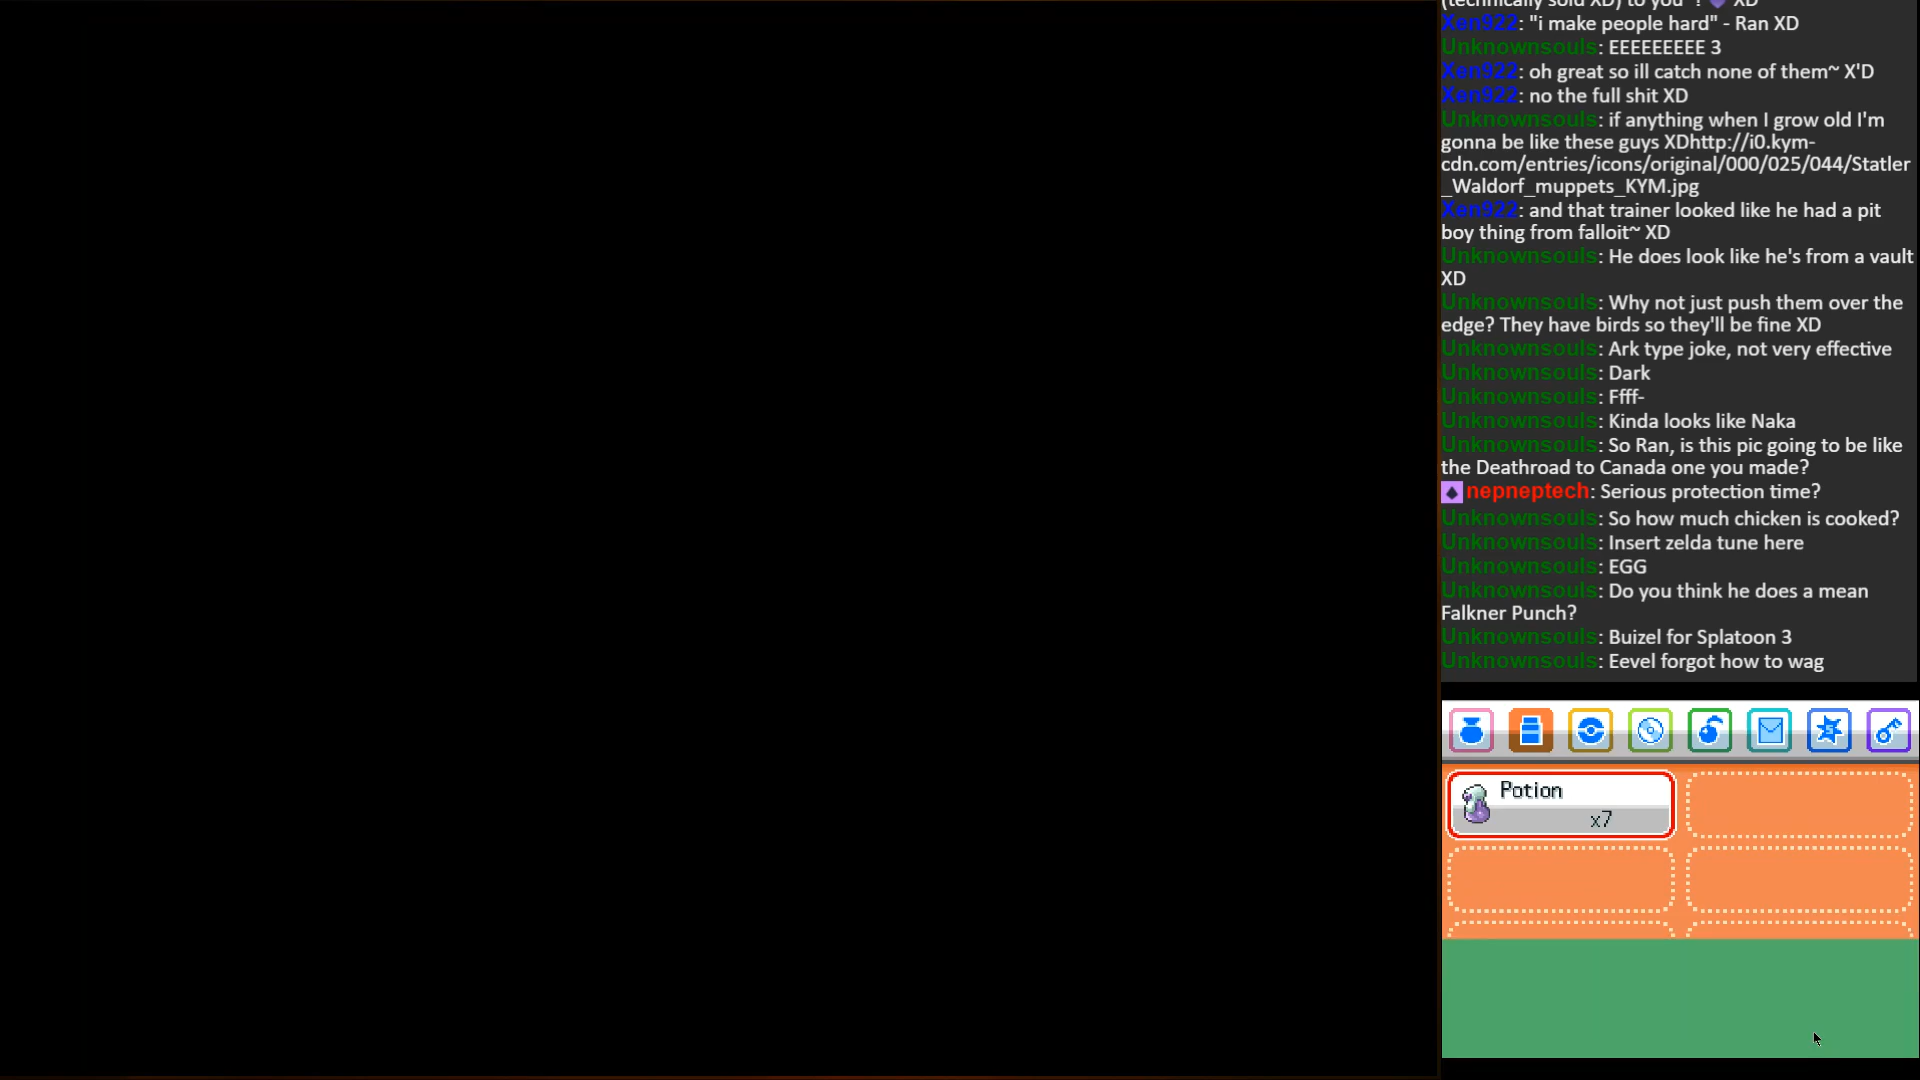 (technically sold XD) to you ! XD
Xen922: "i make people hard" - Ran XD
Unknownsouls: EEEEEEEEE 3
Xen922: oh great so ill catch none of them~ X'D
Xen922: no the full shit XD
Unknownsouls: if anything when I grow old I'm
gonna be like these guys XDhttp://i0.kym-
cdn.com/entries/icons/original/000/025/044/Statler
_Waldorf_muppets_KYM.jpg
Xen922: and that trainer looked like he had a pit
boy thing from falloit~ XD
Unknownsouls: He does look like he's from a vault
XD
Unknownsouls: Why not just push them over the
edge? They have birds so they'll be fine XD
Unknownsouls: Ark type joke, not very effective
Unknownsouls: Dark
Unknownsouls: Ffff-
Unknownsouls: Kinda looks like Naka
Unknownsouls: So Ran, is this pic going to be like
the Deathroad to Canada one you made?
nepneptech: Serious protection time?
Unknownsouls: So how much chicken is cooked?
Unknownsouls: Insert zelda tune here
Unknownsouls: EGG
Unknownsouls: Do you think he does a mean
Falkner Punch?
Unknownsouls: Buizel for Splatoon 3
Unknownsouls: Eevel forgot how to wag
Potion
x7